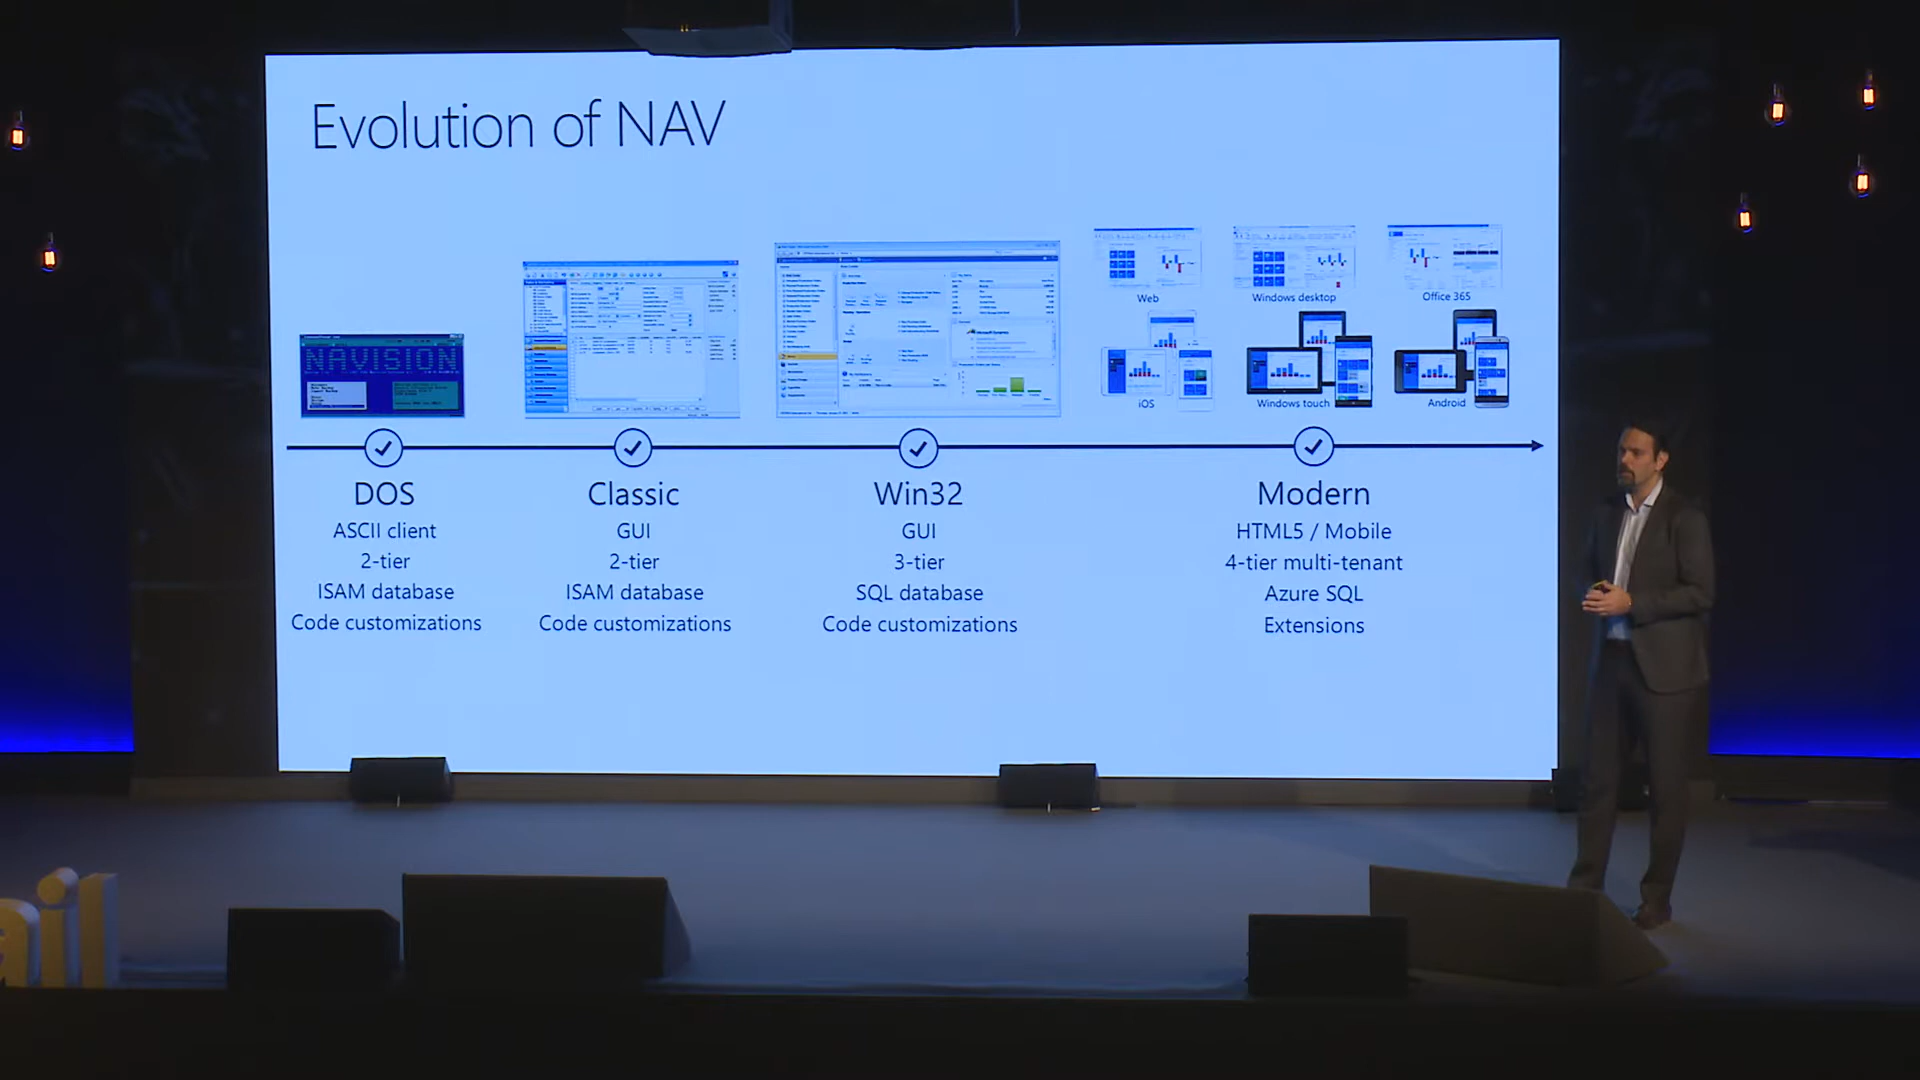 Evolution of NAV
NAVISION
Web
Windows desktop
Office 365
iOS
Windows touch
Android
DOS
ASCII client
2-tier
ISAM database
Code customizations
Classic
GUI
2-tier
ISAM database
Code customizations
Win32
GUI
3-tier
SQL database
Code customizations
Modern
HTML5 / Mobile
4-tier multi-tenant
Azure SQL
Extensions
ail